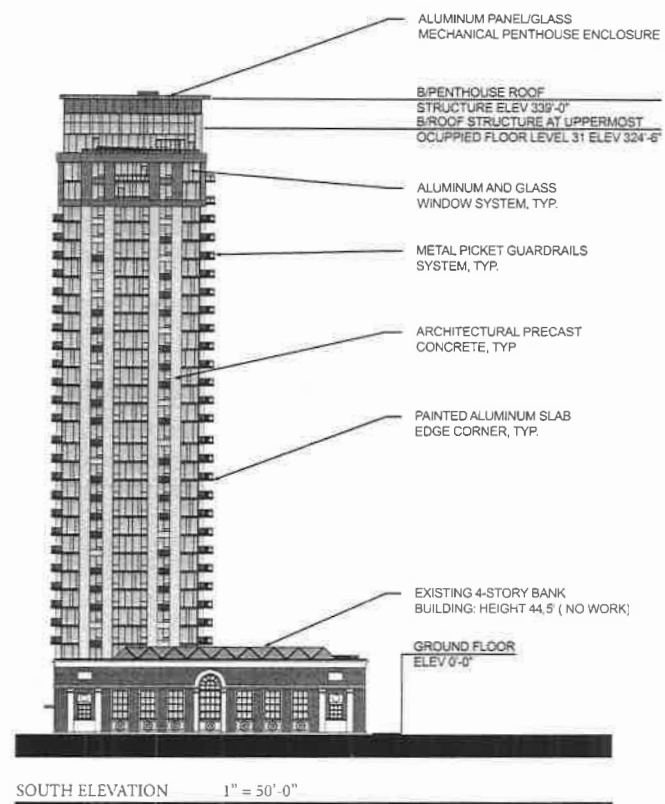 ALUMINUM PANEL/GLASS
MECHANICAL PENTHOUSE ENCLOSURE
B/PENTHOUSE ROOF
STRUCTURE ELEV 339'-0"
B/ROOF STRUCTURE AT UPPERMOST
OCUPPIED FLOOR LEVEL 31 ELEV 324'-6"
ALUMINUM AND GLASS
WINDOW SYSTEM, TYP.
METAL PICKET GUARDRAILS
SYSTEM, TYP.
ARCHITECTURAL PRECAST
CONCRETE, TYP
PAINTED ALUMINUM SLAB
EDGE CORNER, TYP.
EXISTING 4-STORY BANK
BUILDING: HEIGHT 44.5' ( NO WORK)
GROUND FLOOR
ELEV 0'-0"
SOUTH ELEVATION 1" = 50'-0"